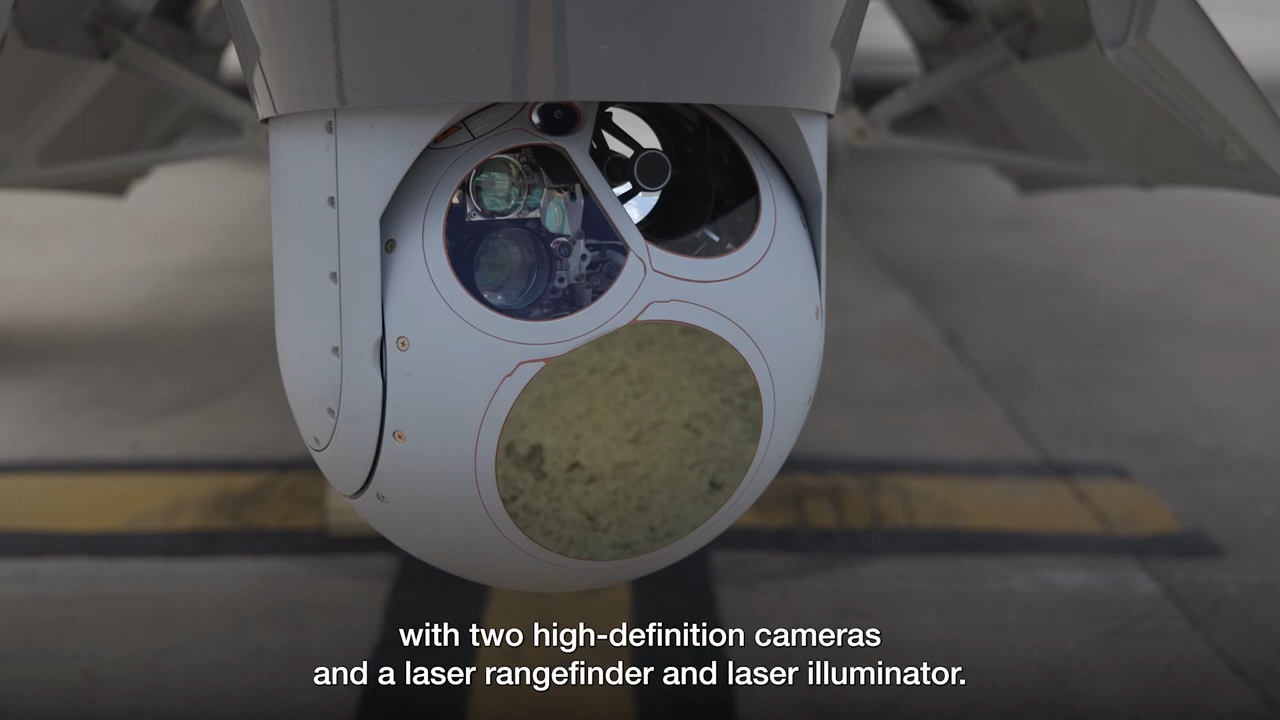 with two high-definition cameras
and a laser rangefinder and laser illuminator.